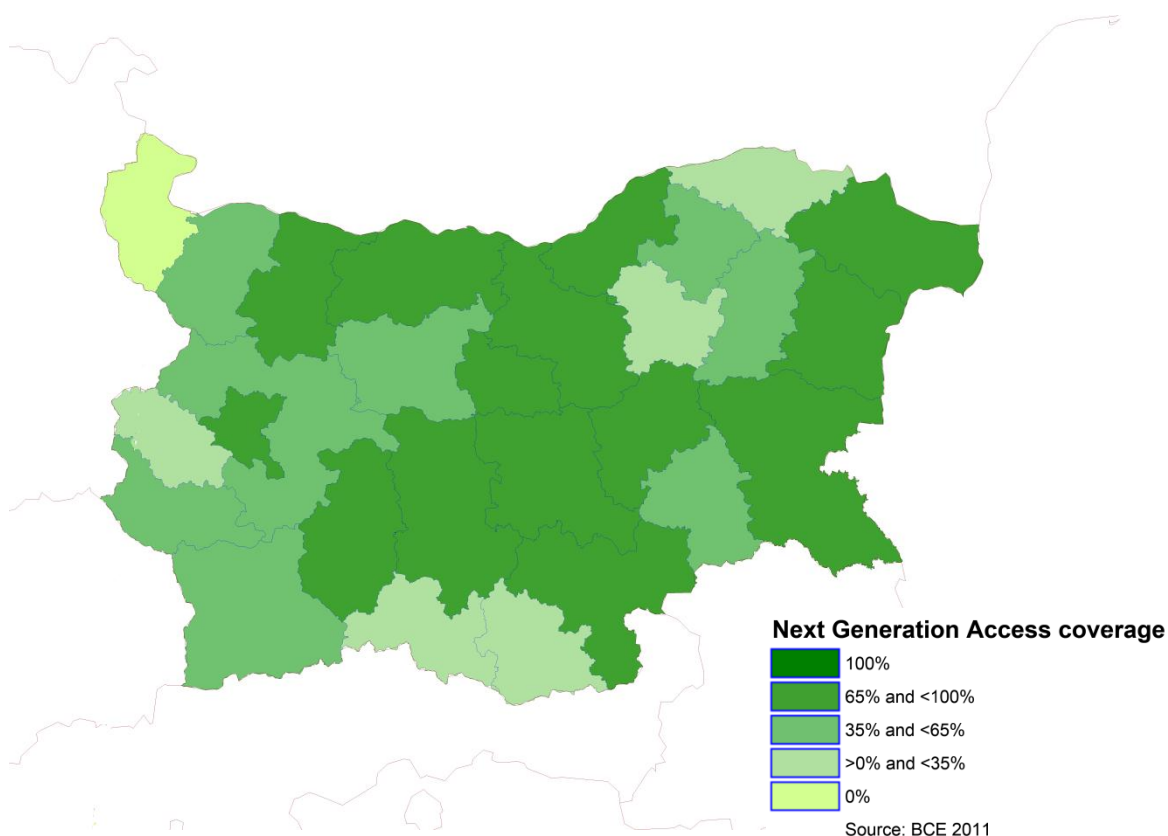 Next Generation Access coverage
100%
65% and <100%
35% and <65%
>0% and <35%
0%
Source: BCE 2011